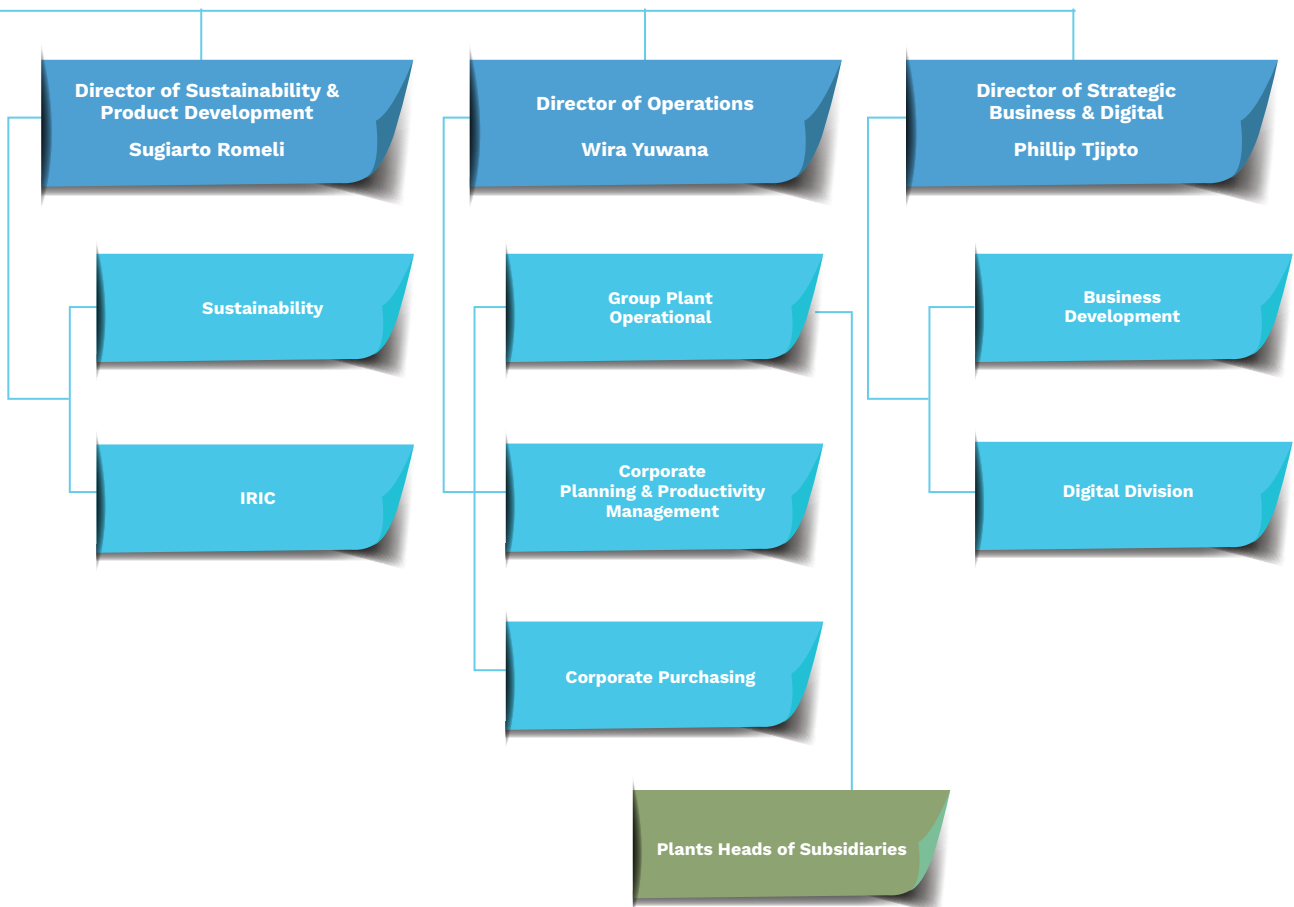 Director of Sustainability &
Product Development
Sugiarto Romeli
Director of Operations
Wira Yuwana
Director of Strategic
Business & Digital
Phillip Tjipto
Sustainability
Group Plant
Operational
Business
Development
IRIC
Corporate
Planning & Productivity
Management
Digital Division
Corporate Purchasing
Plants Heads of Subsidiaries